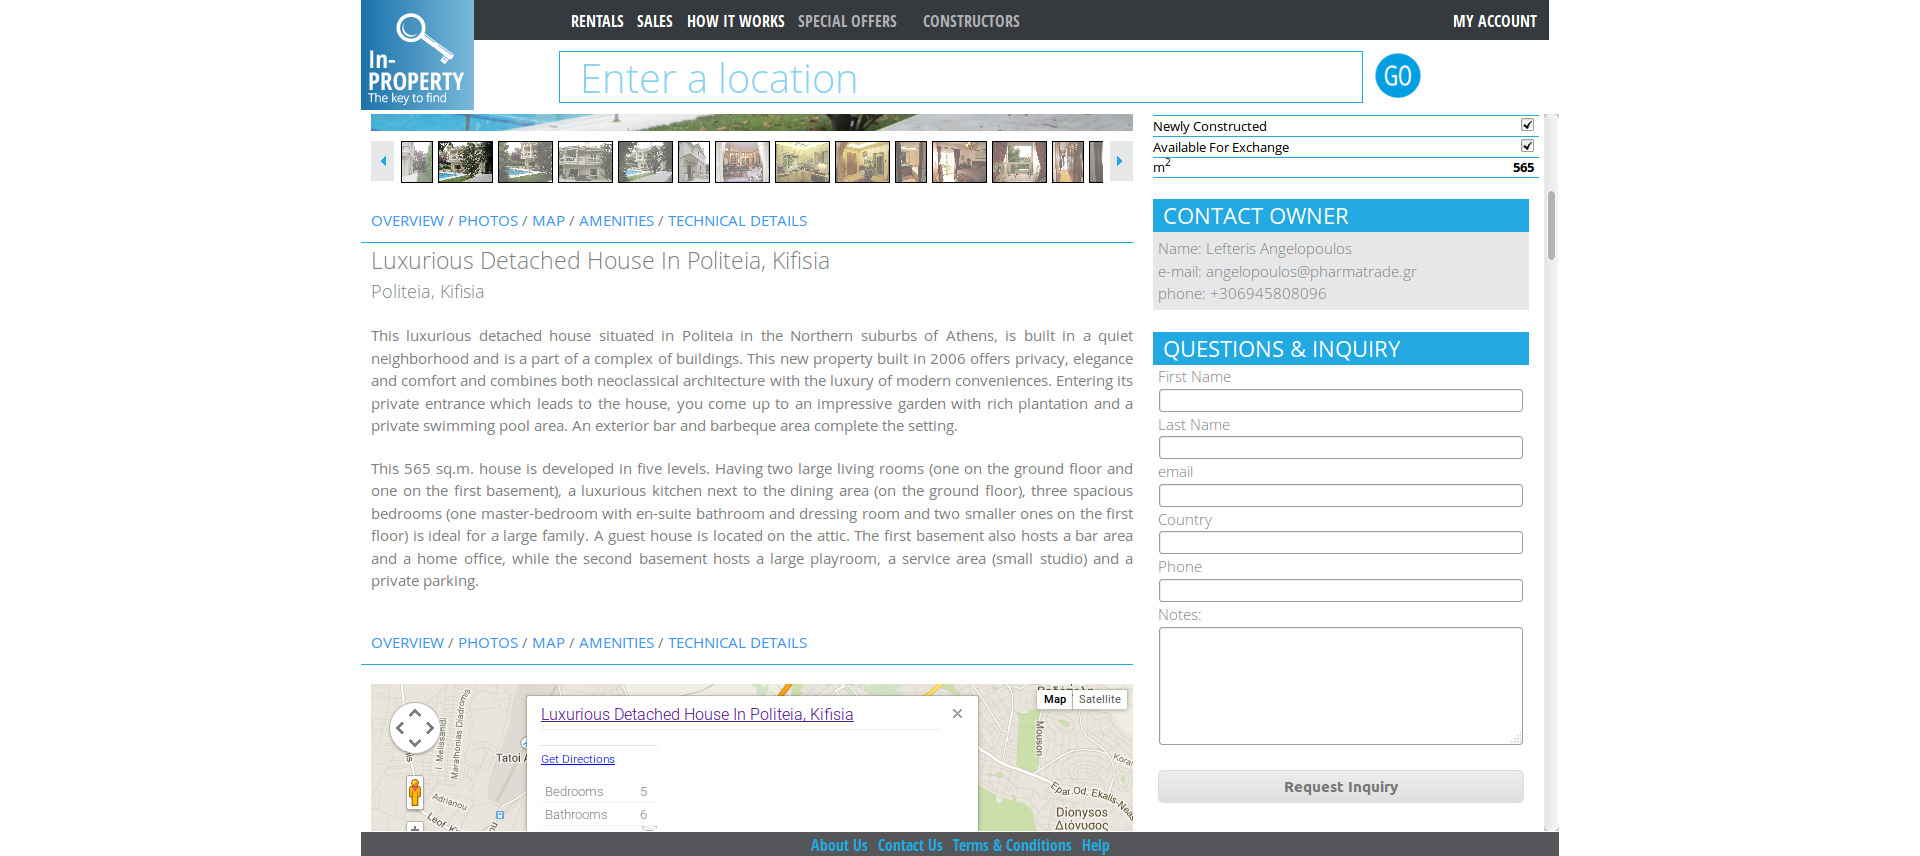 RENTALS SALES HOW IT WORKS SPECIAL OFFERS CONSTRUCTORS MY ACCOUNT
In-
PROPERTY
The key to find
Enter a location
GO
Newly Constructed
Available For Exchange
m2 565
OVERVIEW / PHOTOS / MAP / AMENITIES / TECHNICAL DETAILS
Luxurious Detached House In Politeia, Kifisia
Politeia, Kifisia
This luxurious detached house situated in Politeia in the Northern suburbs of Athens, is built in a quiet
neighborhood and is a part of a complex of buildings. This new property built in 2006 offers privacy, elegance
and comfort and combines both neoclassical architecture with the luxury of modern conveniences. Entering its
private entrance which leads to the house, you come up to an impressive garden with rich plantation and a
private swimming pool area. An exterior bar and barbeque area complete the setting.
This 565 sq.m. house is developed in five levels. Having two large living rooms (one on the ground floor and
one on the first basement), a luxurious kitchen next to the dining area (on the ground floor), three spacious
bedrooms (one master-bedroom with en-suite bathroom and dressing room and two smaller ones on the first
floor) is ideal for a large family. A guest house is located on the attic. The first basement also hosts a bar area
and a home office, while the second basement hosts a large playroom, a service area (small studio) and a
private parking.
OVERVIEW / PHOTOS / MAP / AMENITIES / TECHNICAL DETAILS
Luxurious Detached House In Politeia, Kifisia
Get Directions
Bedrooms 5
Bathrooms 6
Map Satellite
I. Melissanidi
Marathonias Diadromis
Tatoi
Adrianou
Leof.
Mouson
Korai
Epar.Od. Ekalis-Neas
Dionysos
Διόνυσος
CONTACT OWNER
Name: Lefteris Angelopoulos
e-mail: angelopoulos@pharmatrade.gr
phone: +306945808096
QUESTIONS & INQUIRY
First Name
Last Name
email
Country
Phone
Notes:
Request Inquiry
About Us Contact Us Terms & Conditions Help